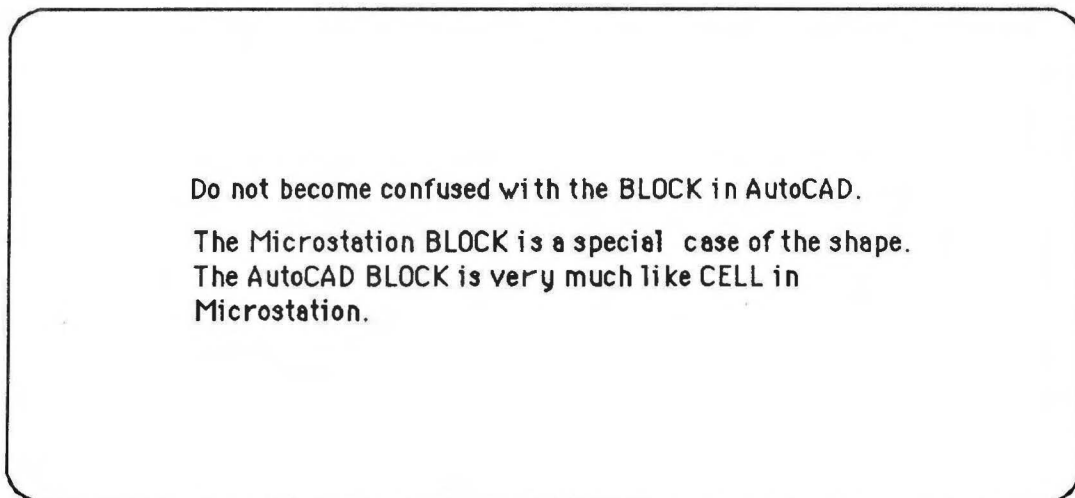 Do not become confused with the BLOCK in AutoCAD.
The Microstation BLOCK is a special case of the shape.
The AutoCAD BLOCK is very much like CELL in
Microstation.